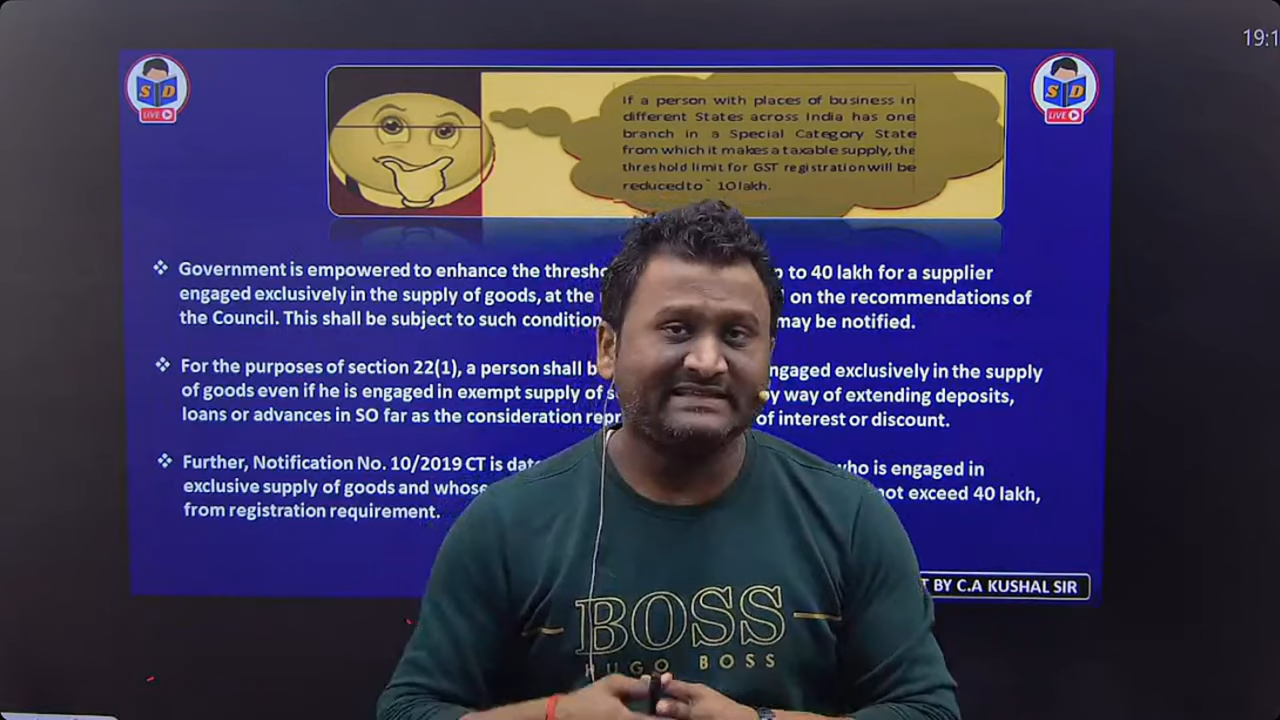 19:1
S D
LIVE
S D
LIVE
If a person with places of business in
different States across India has one
branch in a Special Category State
from which it makes a taxable supply, the
threshold limit for GST registration will be
reduced to ` 10 lakh.
Government is empowered to enhance the thresho p to 40 lakh for a supplier
engaged exclusively in the supply of goods, at the on the recommendations of
the Council. This shall be subject to such condition may be notified.
For the purposes of section 22(1), a person shall b ngaged exclusively in the supply
of goods even if he is engaged in exempt supply of s y way of extending deposits,
loans or advances in SO far as the consideration repr of interest or discount.
Further, Notification No. 10/2019 CT is date who is engaged in
exclusive supply of goods and whose not exceed 40 lakh,
from registration requirement.
T BY C.A KUSHAL SIR
BOSS
HUGO BOSS